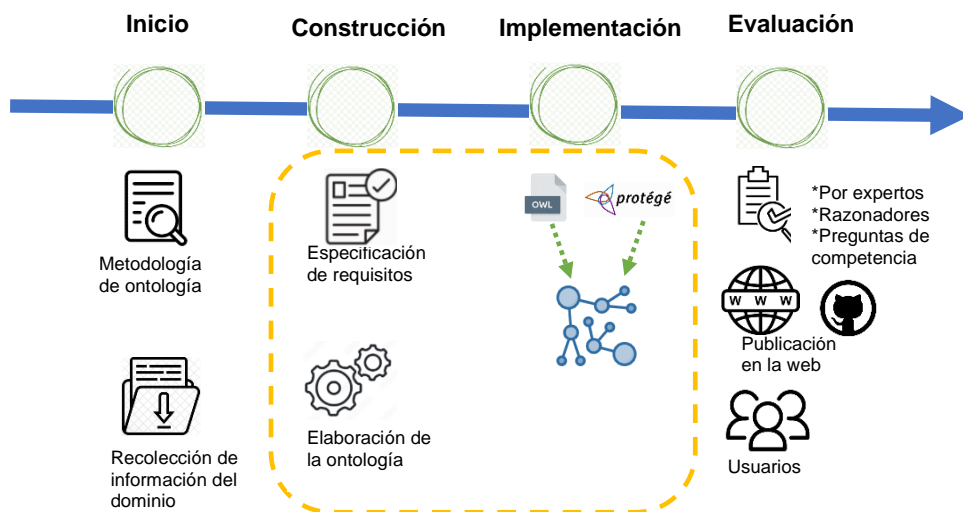 Inicio
Construcción
Implementación
Evaluación
Metodología
de ontología
Recolección de
información del
dominio
Especificación
de requisitos
Elaboración de
la ontología
OWL
protégé
*Por expertos
*Razonadores
*Preguntas de
competencia
W W W
Publicación
en la web
Usuarios